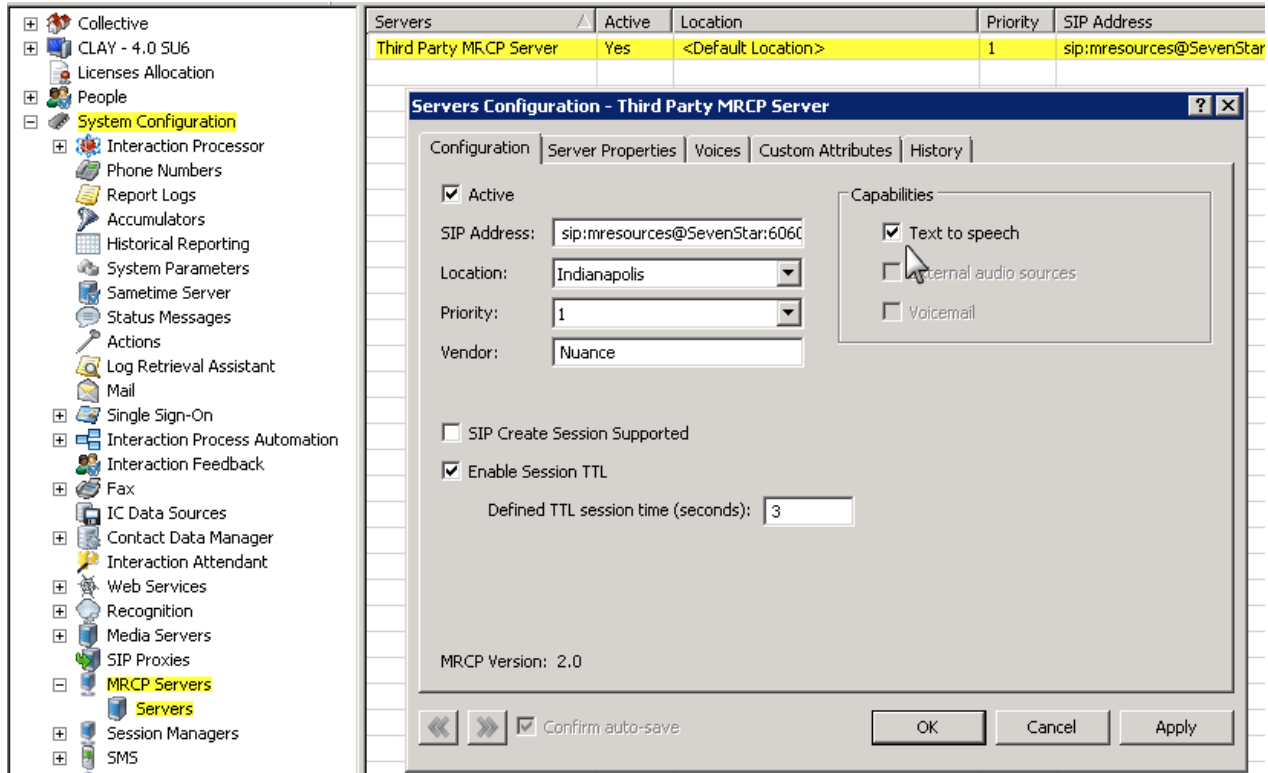 Collective
CLAY - 4.0 SU6
Licenses Allocation
People
System Configuration
Interaction Processor
Phone Numbers
Report Logs
Accumulators
Historical Reporting
System Parameters
Sametime Server
Status Messages
Actions
Log Retrieval Assistant
Mail
Single Sign-On
Interaction Process Automation
Interaction Feedback
Fax
IC Data Sources
Contact Data Manager
Interaction Attendant
Web Services
Recognition
Media Servers
SIP Proxies
MRCP Servers
Servers
Session Managers
SMS
Servers Active Location Priority SIP Address
Third Party MRCP Server Yes <Default Location> 1 sip:mresources@SevenStar
Servers Configuration - Third Party MRCP Server
Configuration Server Properties Voices Custom Attributes History
Active
SIP Address: sip:mresources@SevenStar:6060
Location: Indianapolis
Priority: 1
Vendor: Nuance
Capabilities
Text to speech
audio sources
Voicemail
SIP Create Session Supported
Enable Session TTL
Defined TTL session time (seconds): 3
MRCP Version: 2.0
Confirm auto-save OK Cancel Apply